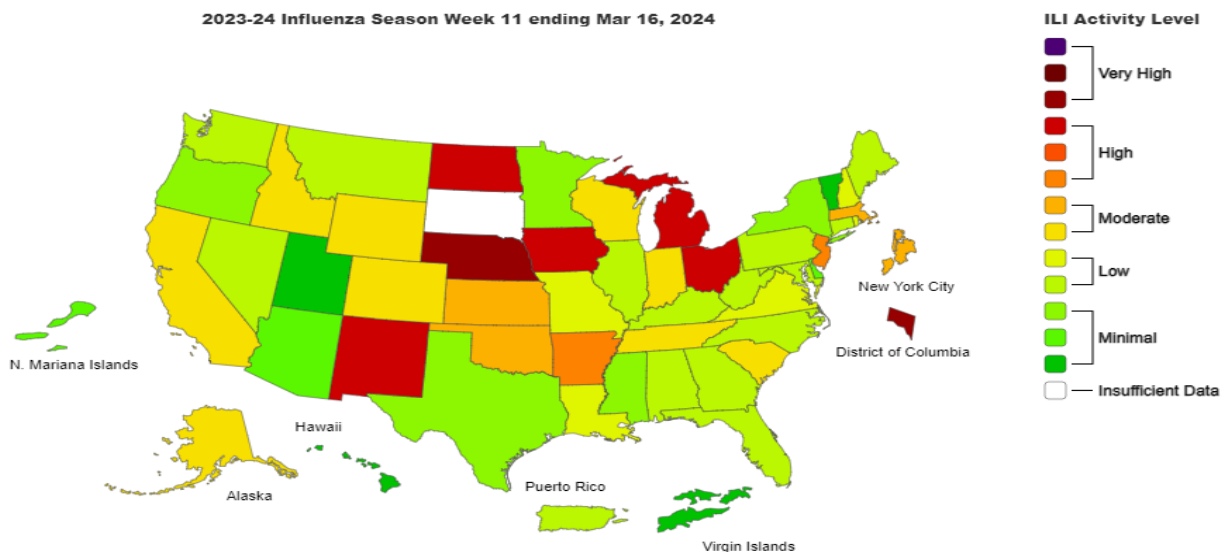 2023-24 Influenza Season Week 11 ending Mar 16, 2024
ILI Activity Level
Very High
High
Moderate
Low
Minimal
Insufficient Data
New York City
District of Columbia
N. Mariana Islands
Hawaii
Alaska
Puerto Rico
Virgin Islands